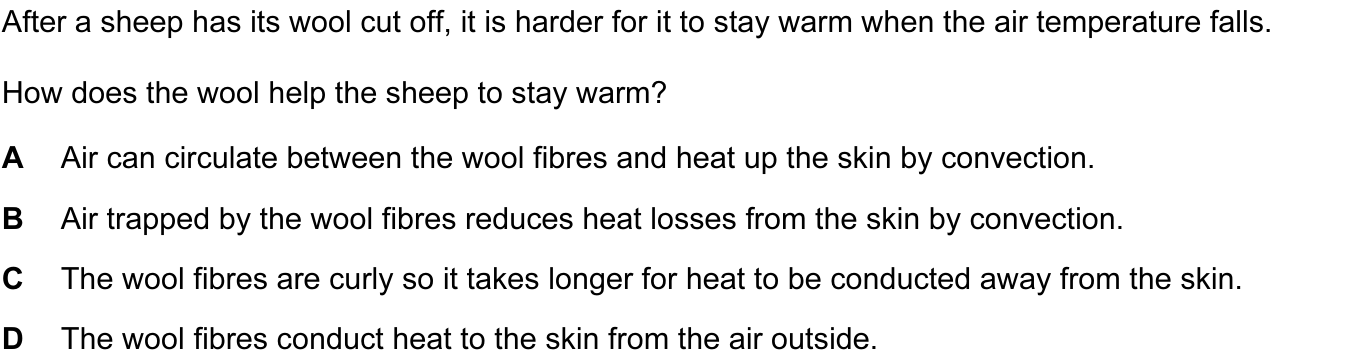 After a sheep has its wool cut off, it is harder for it to stay warm when the air temperature falls.
How does the wool help the sheep to stay warm?
A Air can circulate between the wool fibres and heat up the skin by convection.
B Air trapped by the wool fibres reduces heat losses from the skin by convection.
C The wool fibres are curly so it takes longer for heat to be conducted away from the skin.
D The wool fibres conduct heat to the skin from the air outside.